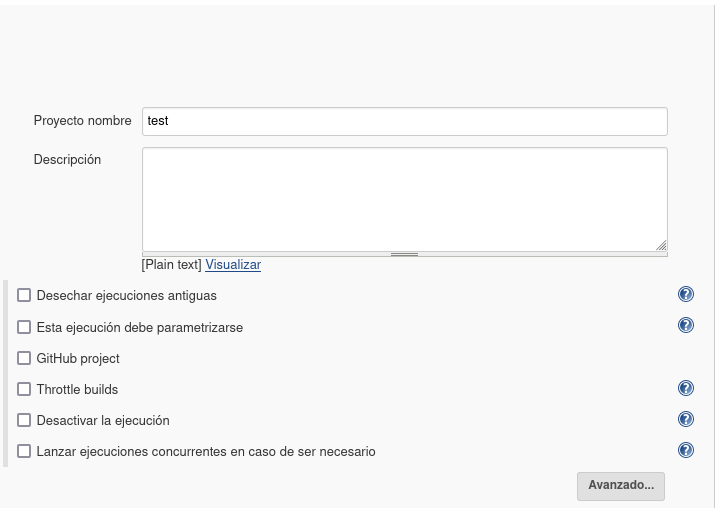 Proyecto nombre test
Descripción
[Plain text] Visualizar
Desechar ejecuciones antiguas ?
Esta ejecución debe parametrizarse ?
GitHub project
Throttle builds ?
Desactivar la ejecución ?
Lanzar ejecuciones concurrentes en caso de ser necesario ?
Avanzado...